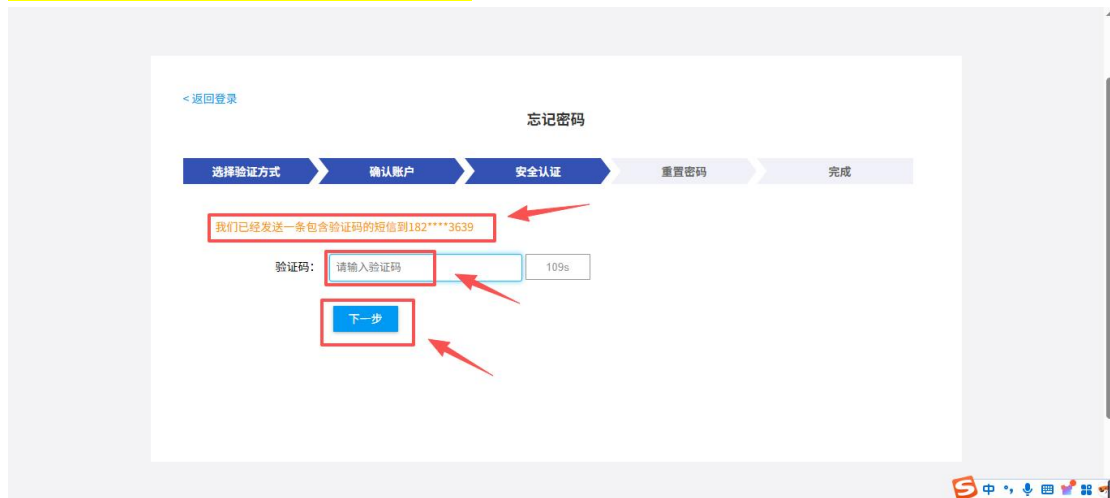 <返回登录
忘记密码
选择验证方式
确认账户
安全认证
重置密码
完成
我们已经发送一条包含验证码的短信到182****3639
验证码： 请输入验证码 109s
下一步
中